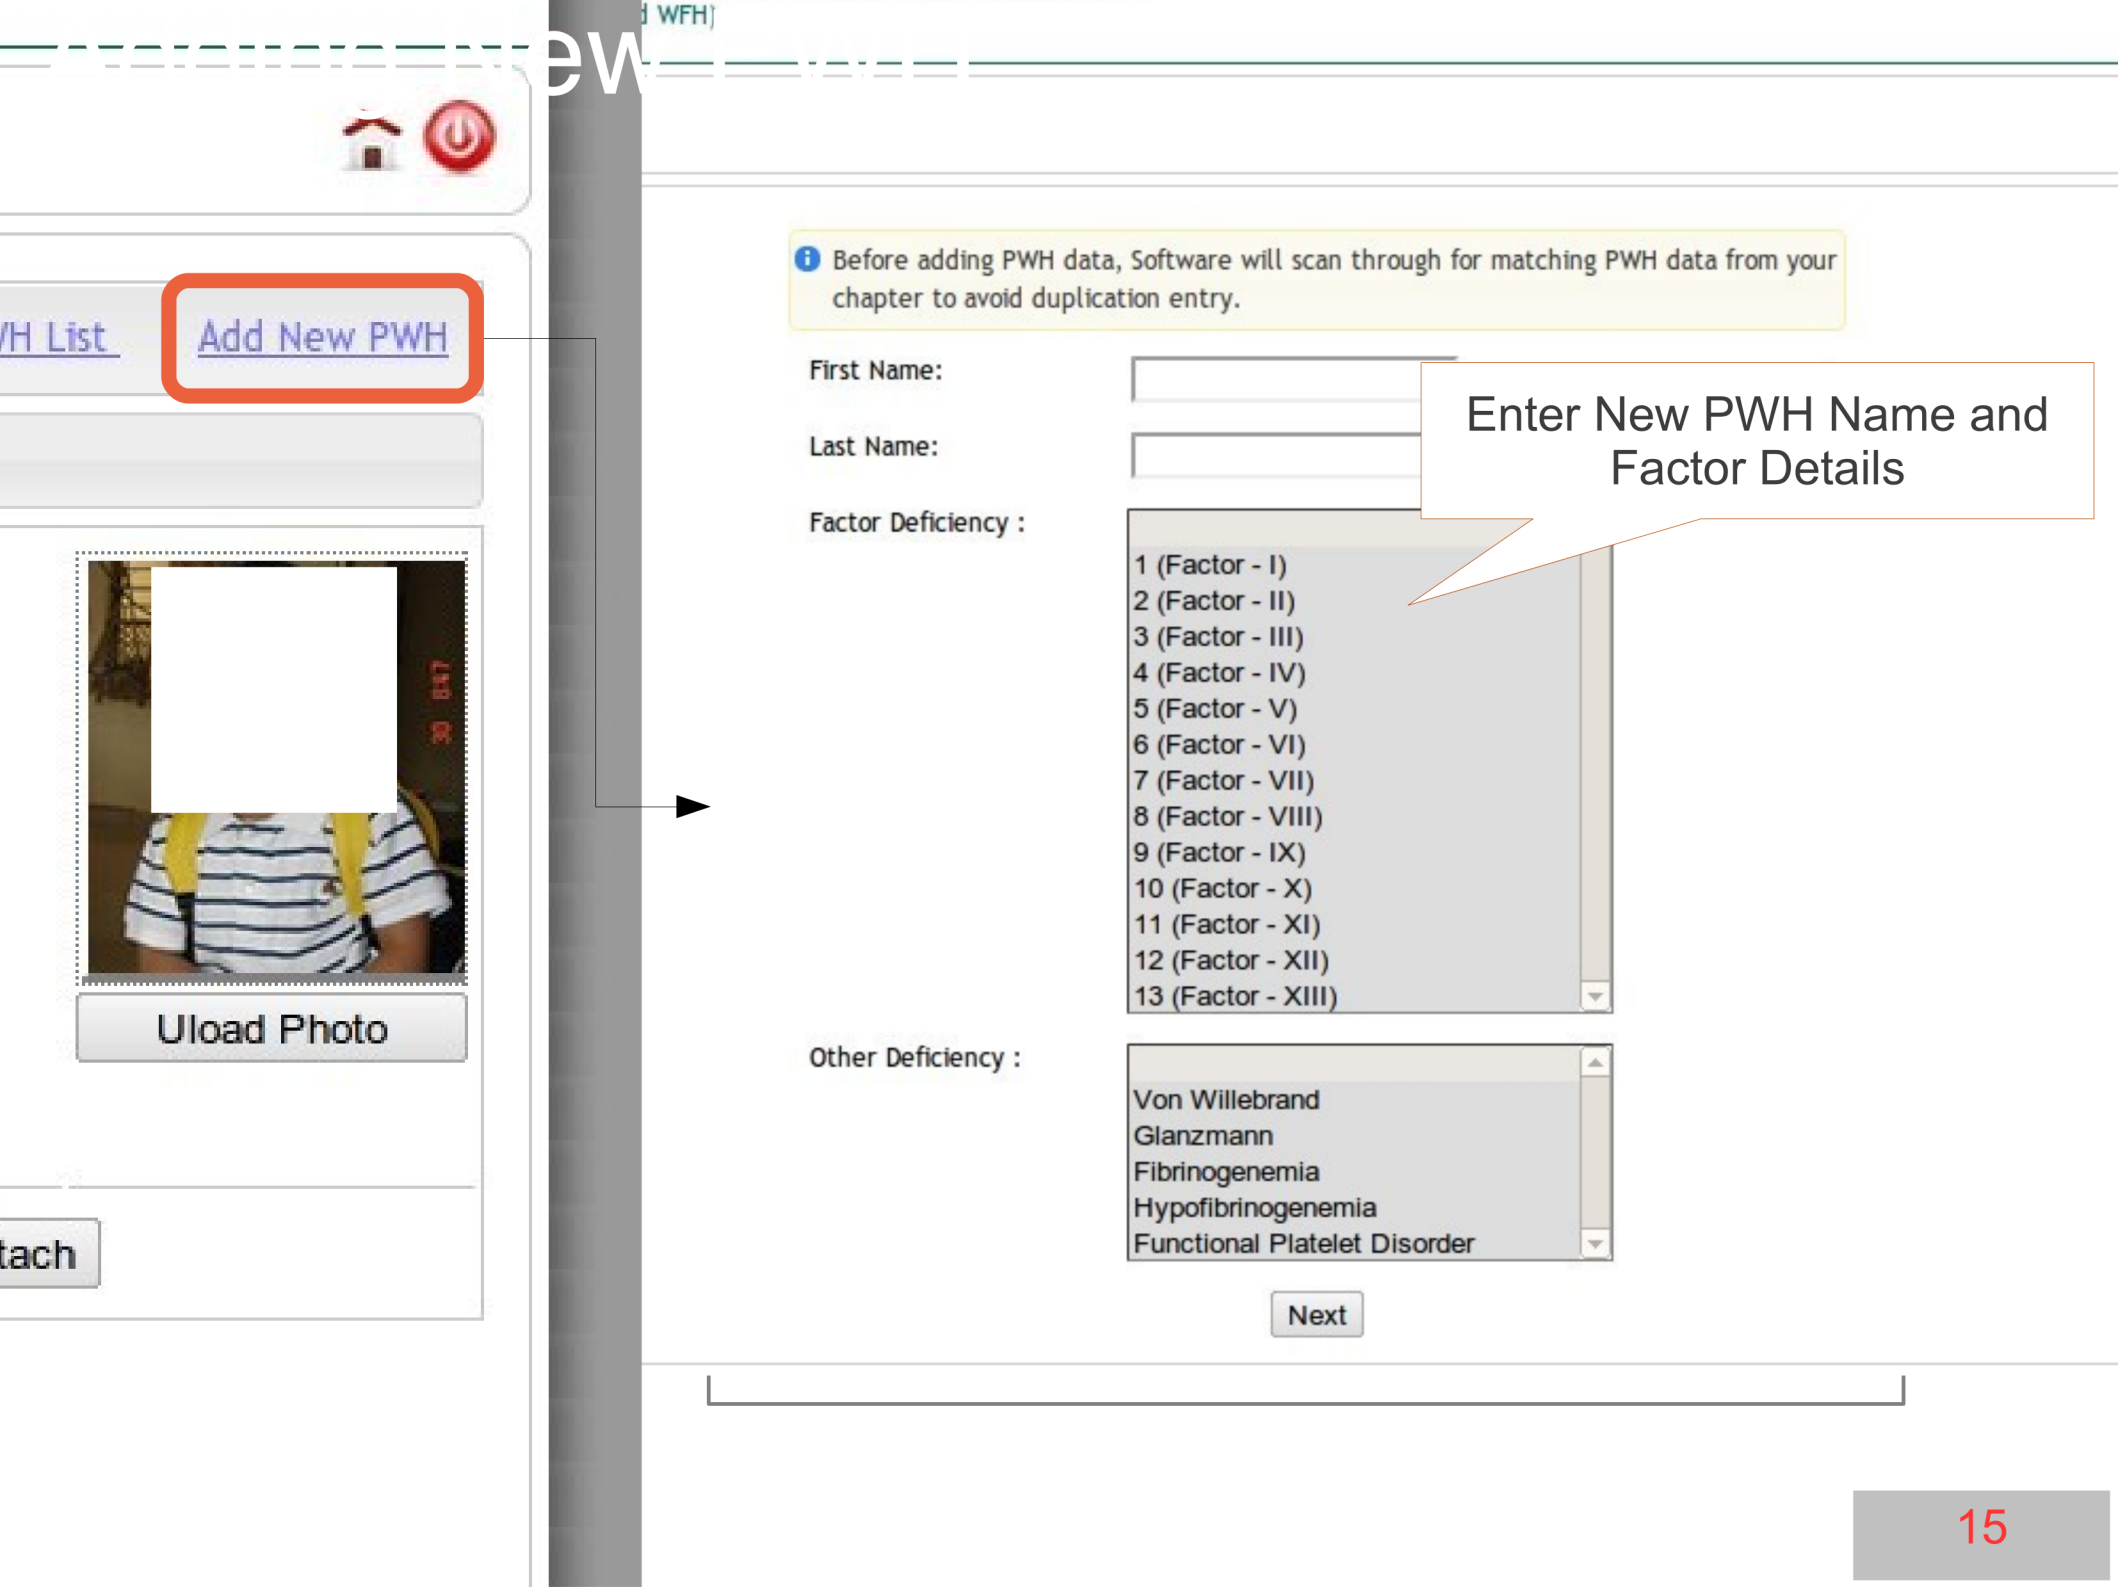 WFH)
ew
H List
Add New PWH
Before adding PWH data, Software will scan through for matching PWH data from your
chapter to avoid duplication entry.
First Name:
Last Name:
Enter New PWH Name and
Factor Details
Factor Deficiency :
1 (Factor - I)
2 (Factor - II)
3 (Factor - III)
4 (Factor - IV)
5 (Factor - V)
6 (Factor - VI)
7 (Factor - VII)
8 (Factor - VIII)
9 (Factor - IX)
10 (Factor - X)
11 (Factor - XI)
12 (Factor - XII)
13 (Factor - XIII)
Uload Photo
Other Deficiency :
Von Willebrand
Glanzmann
Fibrinogenemia
Hypofibrinogenemia
Functional Platelet Disorder
tach
Next
15